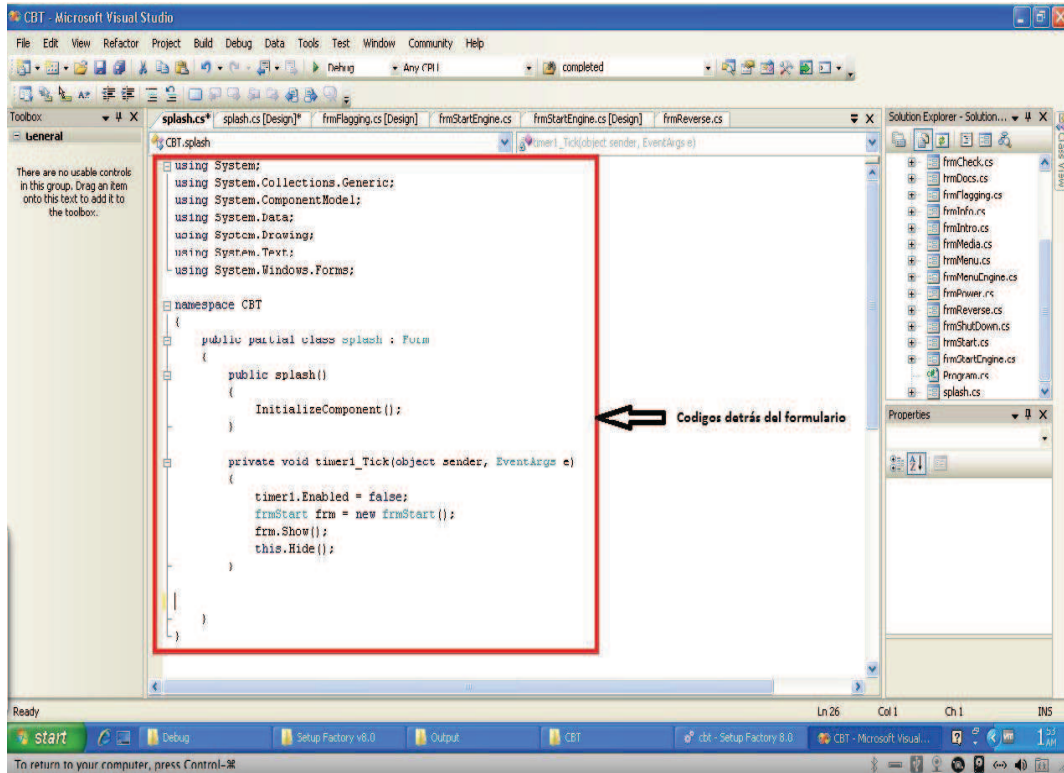 CBT - Microsoft Visual Studio
File Edit View Refactor Project Build Debug Data Tools Test Window Community Help
Debug Any CPU completed
Toolbox
General
There are no usable controls
in this group. Drag an item
onto this text to add it to
the toolbox.
splash.cs* splash.cs [Design]* frmFlagging.cs [Design] frmStartEngine.cs frmStartEngine.cs [Design] frmReverse.cs
CBT.splash timer1_Tick(object sender, EventArgs e)
using System;
using System.Collections.Generic;
using System.ComponentModel;
using System.Data;
using System.Drawing;
using System.Text;
using System.Windows.Forms;
namespace CBT
{
public partial class splash : Form
{
public splash()
{
InitializeComponent();
}
private void timer1_Tick(object sender, EventArgs e)
{
timer1.Enabled = false;
frmStart frm = new frmStart();
frm.Show();
this.Hide();
}
}
}
Codigos detrás del formulario
Solution Explorer - Solution...
frmCheck.cs
frmDocs.cs
frmFlagging.cs
frmInfo.cs
frmIntro.cs
frmMedia.cs
frmMenu.cs
frmMenuEngine.cs
frmPower.cs
frmReverse.cs
frmShutDown.cs
frmStart.cs
frmStartEngine.cs
Program.cs
splash.cs
Class View
Properties
Ready Ln 26 Col 1 Ch 1 INS
start Debug Setup Factory v8.0 Output CBT cbt - Setup Factory 8.0 CBT - Microsoft Visual...
To return to your computer, press Control-⌘